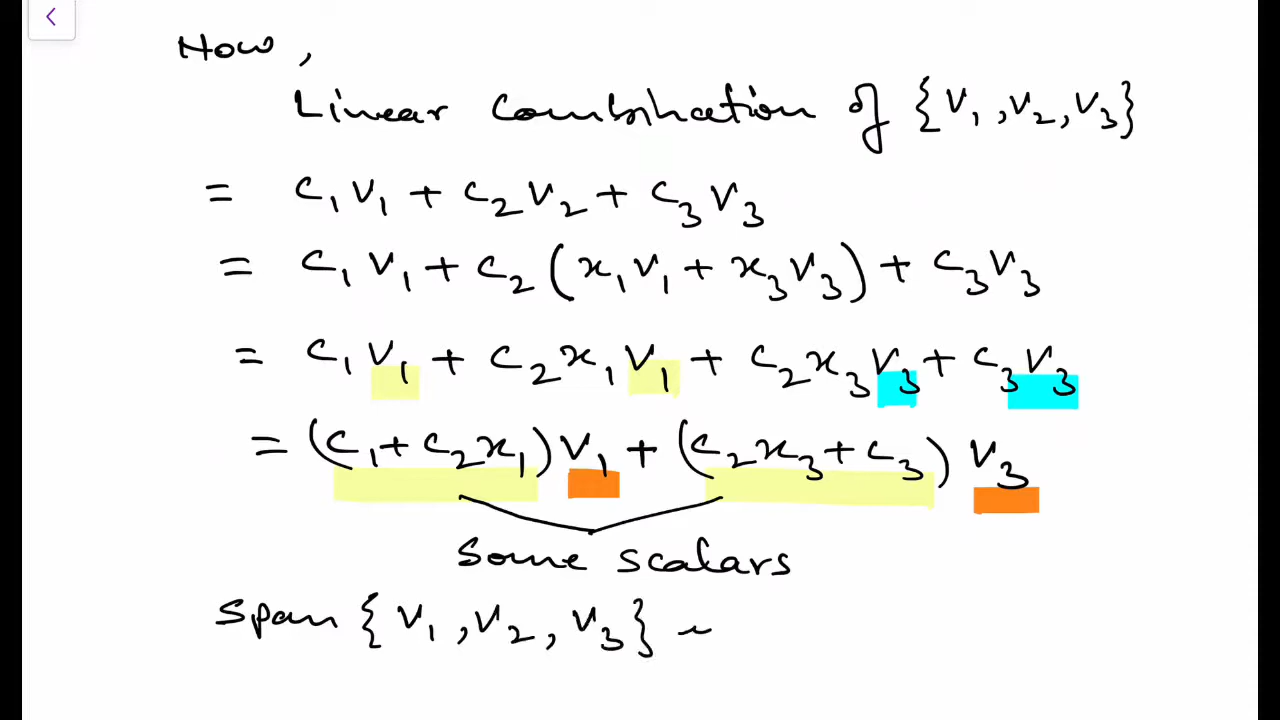 Now,
Linear combination of {v₁, v₂, v₃}
= c₁v₁ + c₂v₂ + c₃v₃
= c₁v₁ + c₂(x₁v₁ + x₃v₃) + c₃v₃
= c₁v₁ + c₂x₁v₁ + c₂x₃v₃ + c₃v₃
= (c₁ + c₂x₁)v₁ + (c₂x₃ + c₃)v₃
Some scalars
Span {v₁, v₂, v₃}